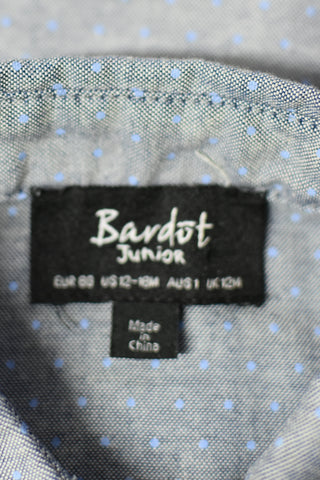 Bardot
JUNIOR
EUR 80 US 12-18M AUS 1 UK 12M
Made
in
China